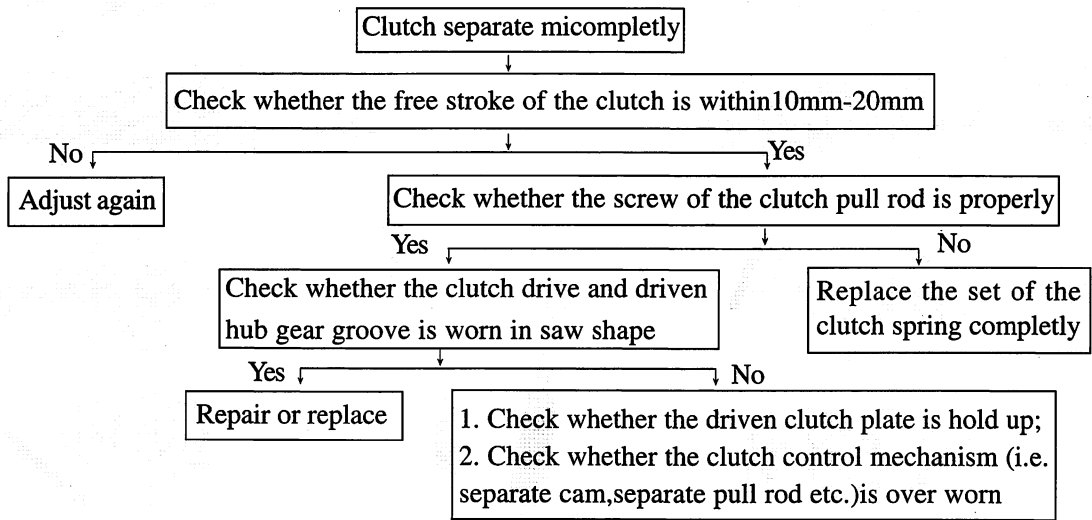 Clutch separate micompletly
Check whether the free stroke of the clutch is within10mm-20mm
No
Yes
Adjust again
Check whether the screw of the clutch pull rod is properly
Yes
No
Check whether the clutch drive and driven
hub gear groove is worn in saw shape
Replace the set of the
clutch spring completly
Yes
No
Repair or replace
1. Check whether the driven clutch plate is hold up;
2. Check whether the clutch control mechanism (i.e.
separate cam,separate pull rod etc.)is over worn